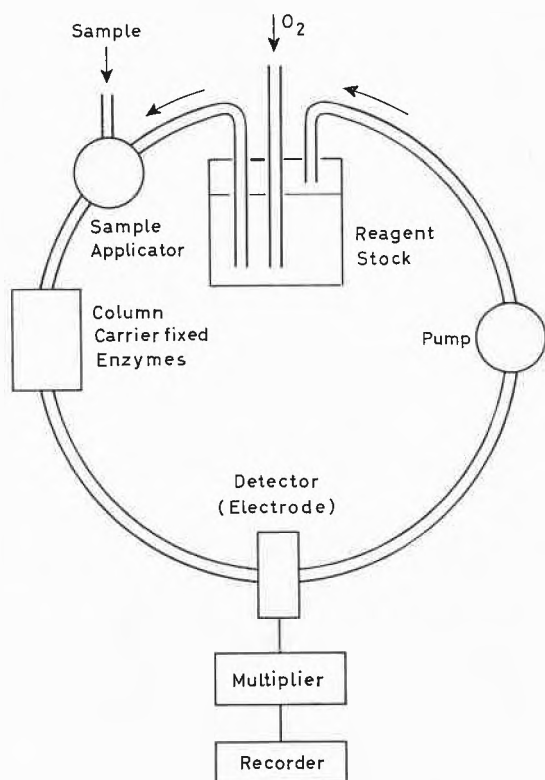 Sample
O2
Sample
Applicator
Reagent
Stock
Column
Carrier fixed
Enzymes
Pump
Detector
(Electrode)
Multiplier
Recorder